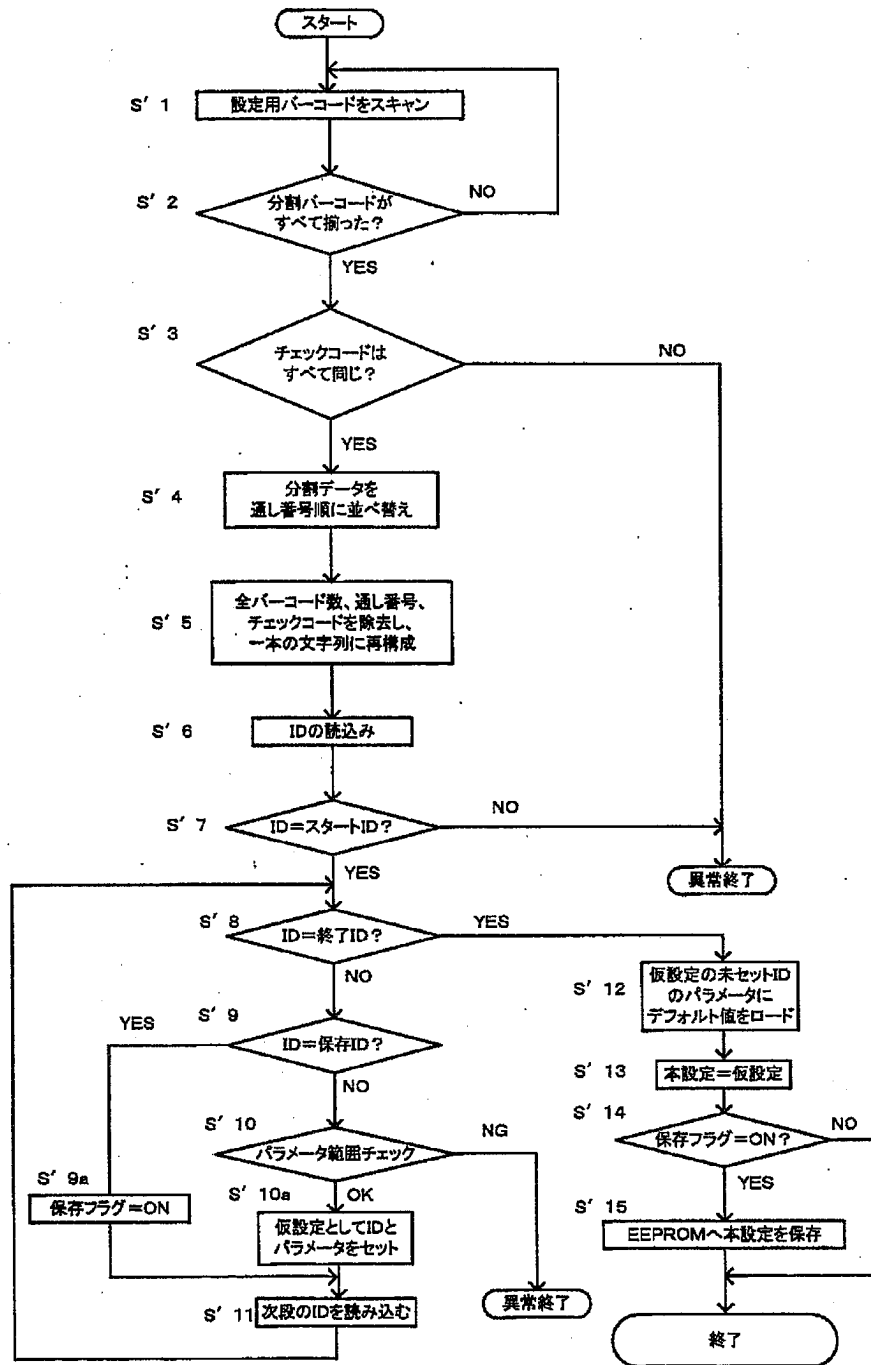 スタート
S' 1
設定用バーコードをスキャン
S' 2
分割バーコードが
すべて揃った?
NO
YES
S' 3
チェックコードは
すべて同じ?
NO
YES
S' 4
分割データを
通し番号順に並べ替え
S' 5
全バーコード数、通し番号、
チェックコードを除去し、
一本の文字列に再構成
S' 6
IDの読込み
S' 7
ID=スタートID?
NO
YES
異常終了
S' 8
ID=終了ID?
YES
NO
S' 9
ID=保存ID?
YES
NO
S' 9a
保存フラグ=ON
S' 10
パラメータ範囲チェック
NG
OK
S' 10a
仮設定としてIDと
パラメータをセット
S' 11
次段のIDを読み込む
異常終了
S' 12
仮設定の未セットID
のパラメータに
デフォルト値をロード
S' 13
本設定=仮設定
S' 14
保存フラグ=ON?
NO
YES
S' 15
EEPROMへ本設定を保存
終了